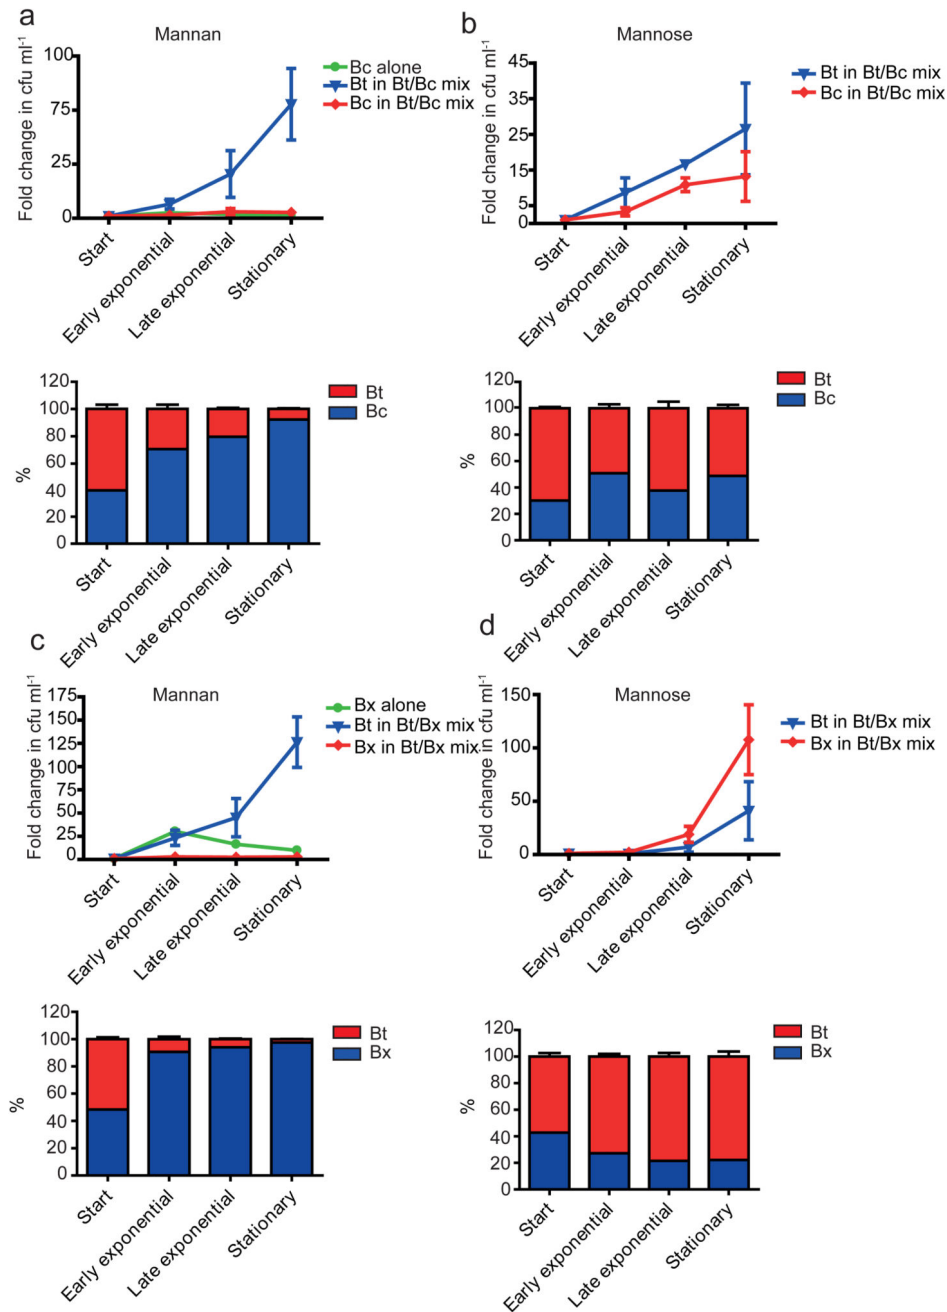 a
Mannan
Fold change in cfu ml-1
100
75
25
0
Bc alone
Bt in Bt/Bc mix
Bc in Bt/Bc mix
Start
Early exponential
Late exponential
Stationary
b
Mannose
Fold change in cfu ml-1
45
35
25
15
5
0
Bt in Bt/Bc mix
Bc in Bt/Bc mix
Start
Early exponential
Late exponential
Stationary
%
120
100
80
60
40
20
0
Bt
Bc
Start
Early exponential
Late exponential
Stationary
%
120
100
80
60
40
20
0
Bt
Bc
Start
Early exponential
Late exponential
Stationary
c
Mannan
Fold change in cfu ml-1
175
150
125
100
75
50
25
0
Bx alone
Bt in Bt/Bx mix
Bx in Bt/Bx mix
Start
Early exponential
Late exponential
Stationary
d
Mannose
Fold change in cfu ml-1
150
100
50
0
Bt in Bt/Bx mix
Bx in Bt/Bx mix
Start
Early exponential
Late exponential
Stationary
%
120
100
80
60
40
20
0
Bt
Bx
Start
Early exponential
Late exponential
Stationary
%
120
100
80
60
40
20
0
Bt
Bx
Start
Early exponential
Late exponential
Stationary